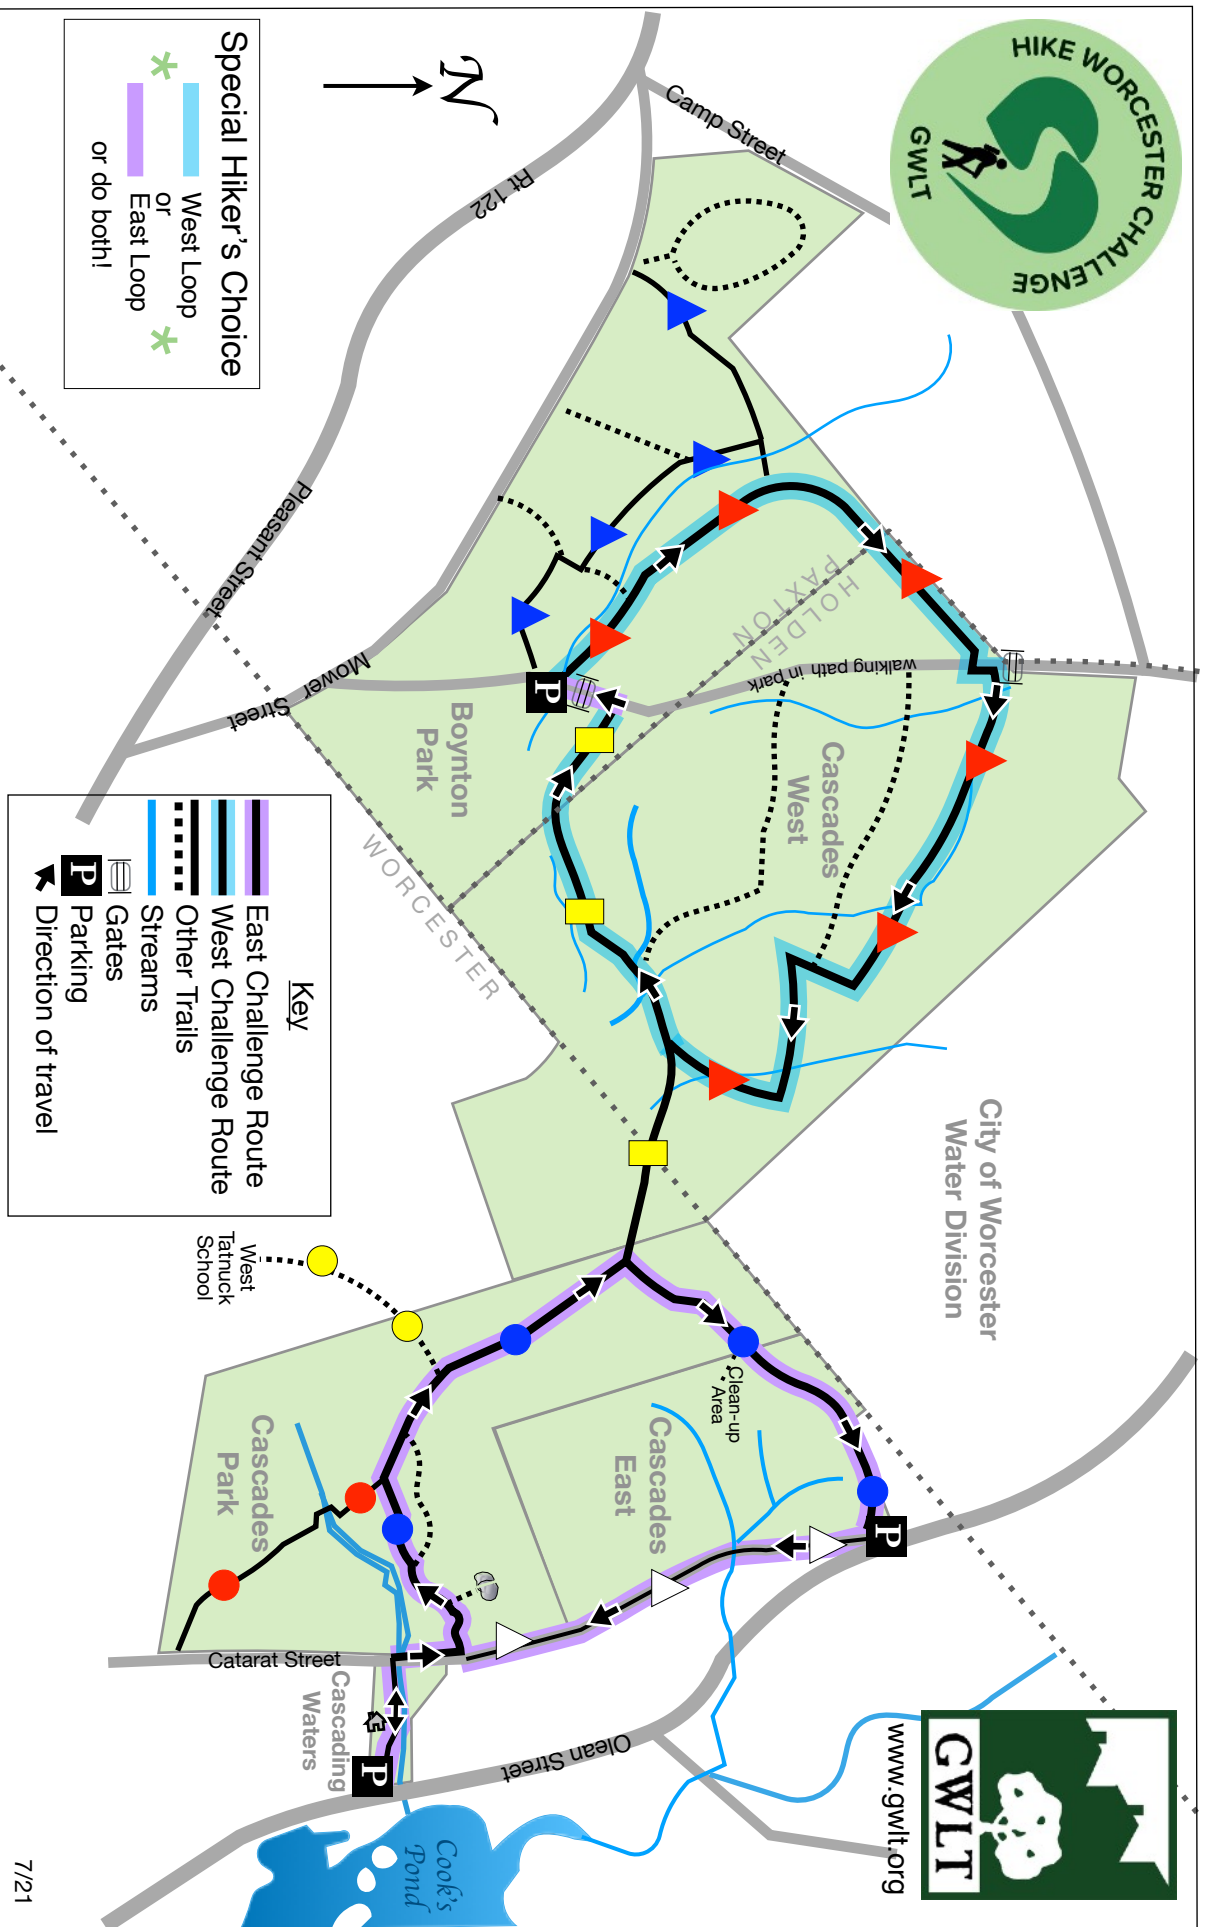 HIKE WORCESTER CHALLENGE
GWLT
Camp Street
N
Rt 122
Special Hiker's Choice
West Loop
or
East Loop
or do both!
Pleasant Street
HOLDEN
PAXTON
walking path in park
Mower
Street
P
Boynton
Park
Cascades
West
WORCESTER
City of Worcester
Water Division
Key
East Challenge Route
West Challenge Route
Other Trails
Streams
Gates
P
Parking
Direction of travel
West
Tatnuck
School
Clean-up
Area
Cascades
East
Cascades
Park
P
Catarat Street
Cascading
Waters
P
Olean Street
Cook's
Pond
GWLT
www.gwlt.org
7/21